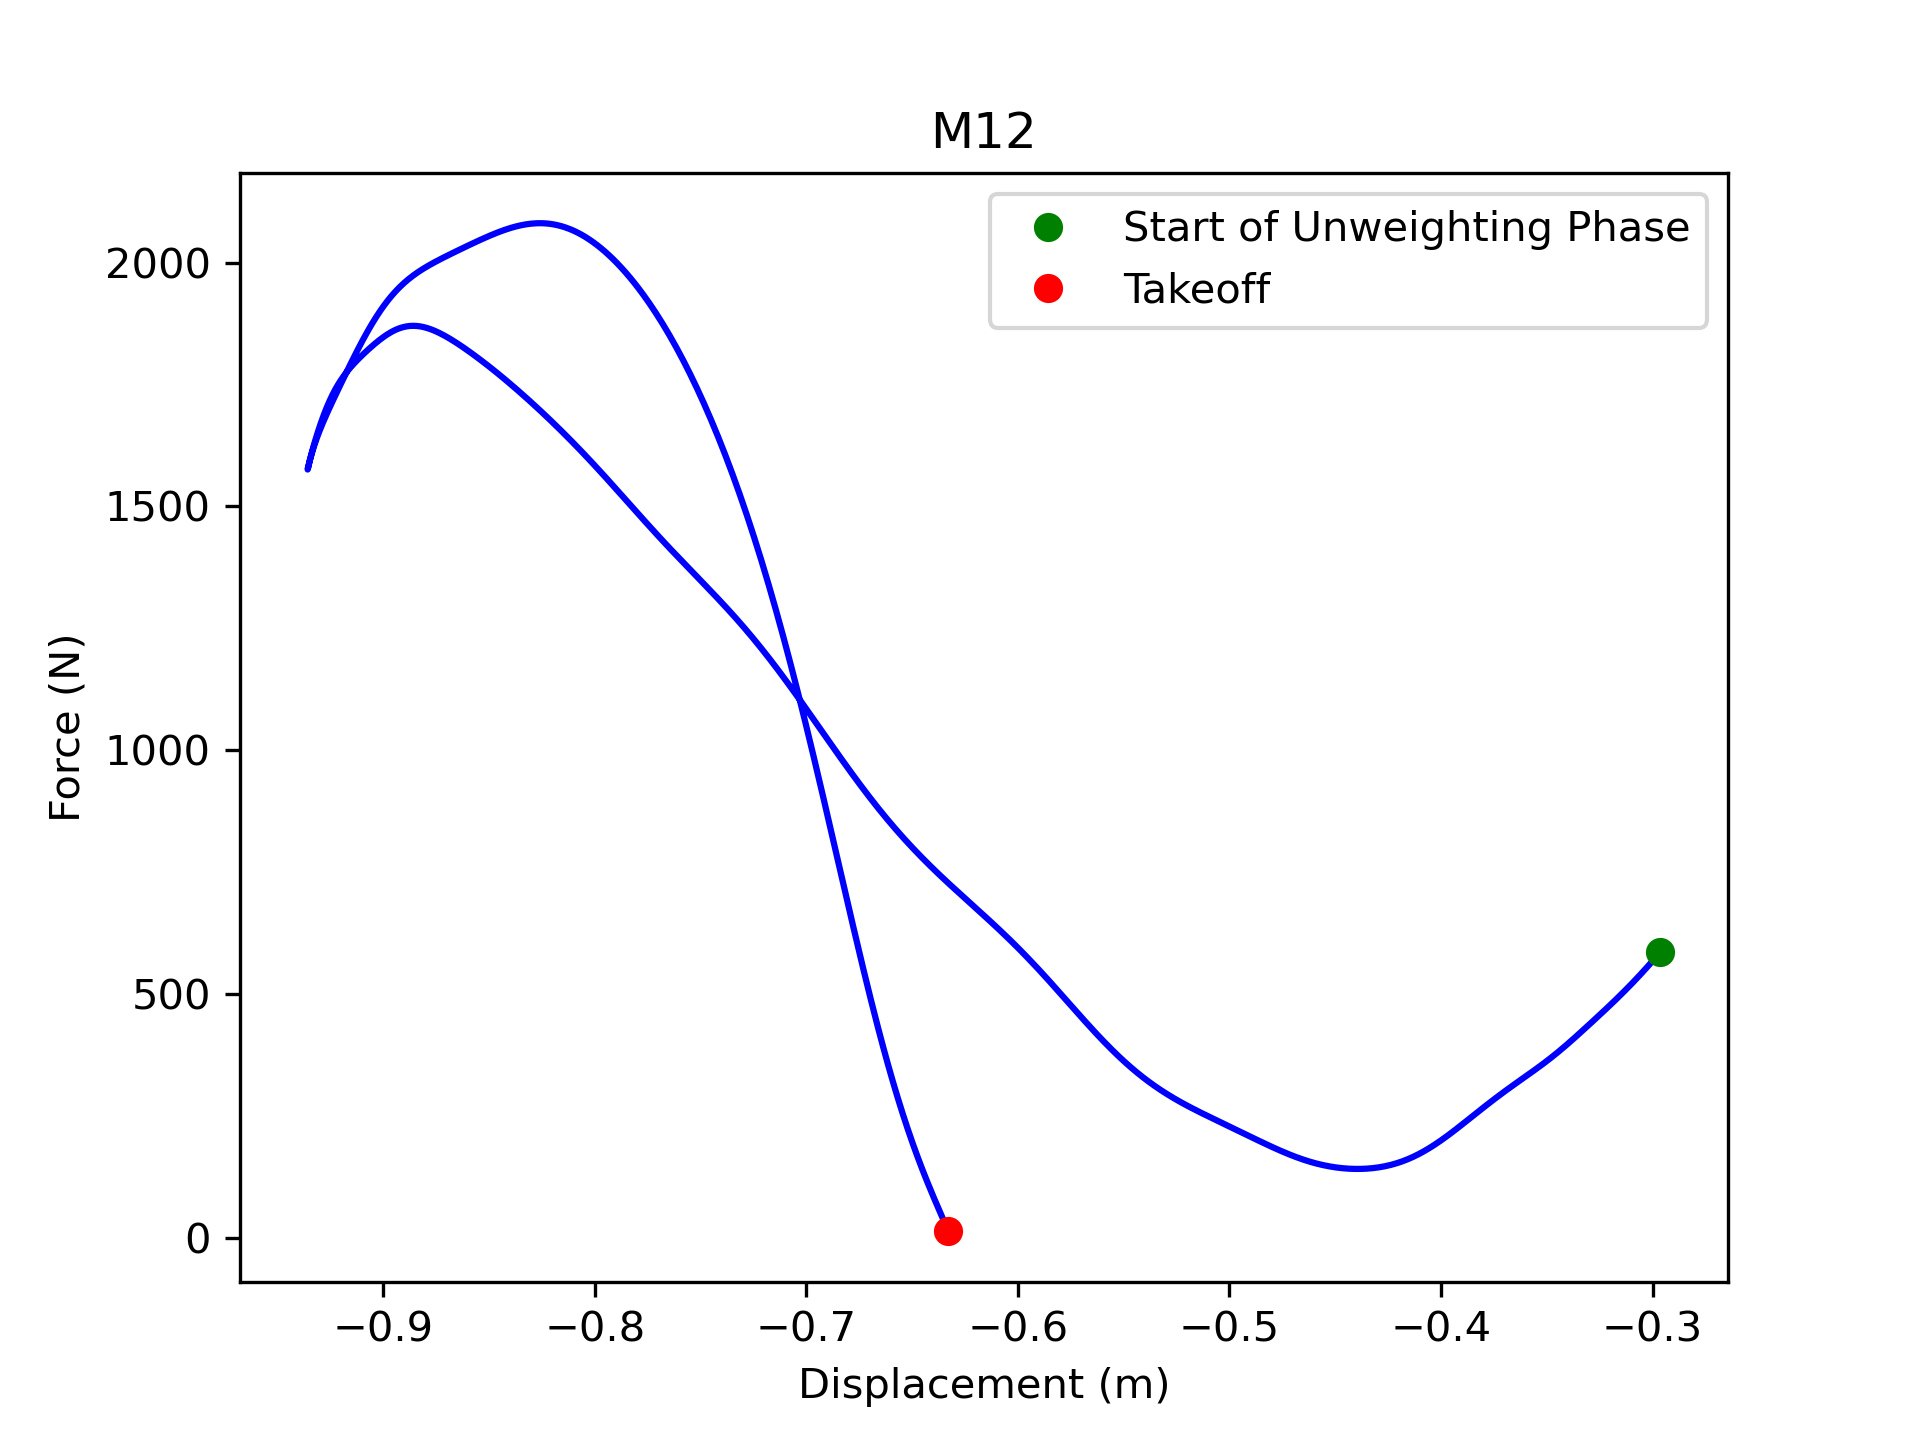 M12
Start of Unweighting Phase
Takeoff
2000
1500
1000
500
0
Force (N)
−0.9 −0.8 −0.7 −0.6 −0.5 −0.4 −0.3
Displacement (m)